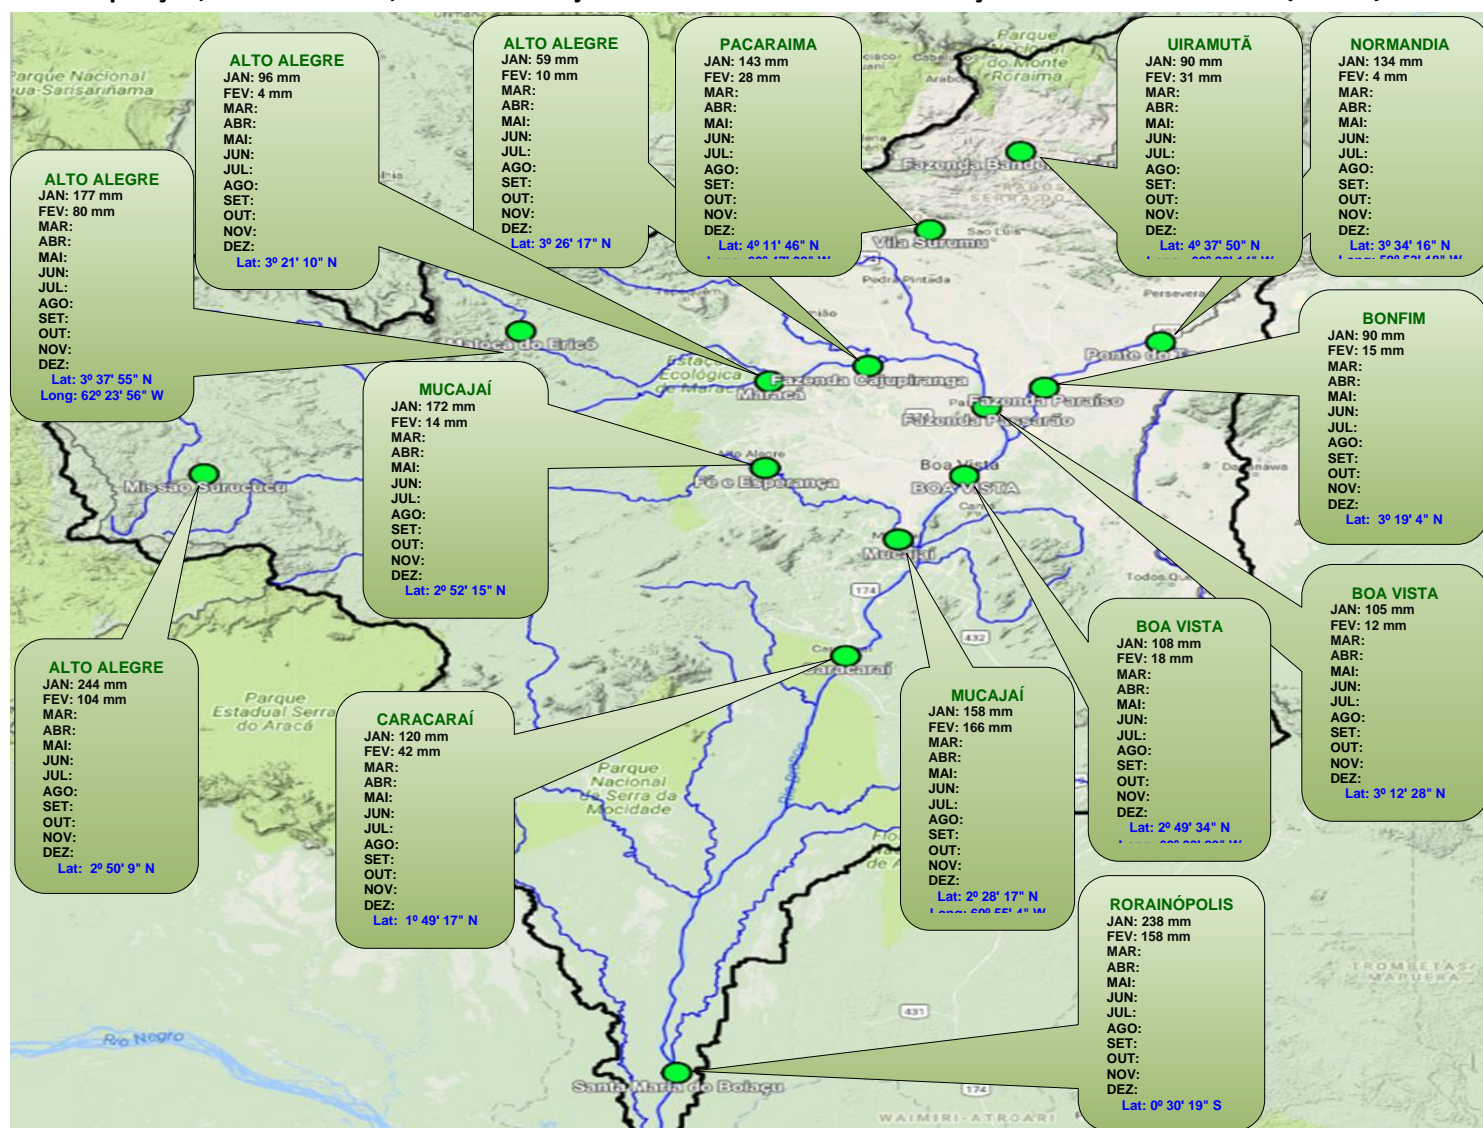 ALTO ALEGRE
JAN: 96 mm
FEV: 4 mm
MAR:
ABR:
MAI:
JUN:
JUL:
AGO:
SET:
OUT:
NOV:
DEZ:
Lat: 3º 21' 10" N
ALTO ALEGRE
JAN: 59 mm
FEV: 10 mm
MAR:
ABR:
MAI:
JUN:
JUL:
AGO:
SET:
OUT:
NOV:
DEZ:
Lat: 3º 26' 17" N
PACARAIMA
JAN: 143 mm
FEV: 28 mm
MAR:
ABR:
MAI:
JUN:
JUL:
AGO:
SET:
OUT:
NOV:
DEZ:
Lat: 4º 11' 46" N
UIRAMUTÃ
JAN: 90 mm
FEV: 31 mm
MAR:
ABR:
MAI:
JUN:
JUL:
AGO:
SET:
OUT:
NOV:
DEZ:
Lat: 4º 37' 50" N
NORMANDIA
JAN: 134 mm
FEV: 4 mm
MAR:
ABR:
MAI:
JUN:
JUL:
AGO:
SET:
OUT:
NOV:
DEZ:
Lat: 3º 34' 16" N
ALTO ALEGRE
JAN: 177 mm
FEV: 80 mm
MAR:
ABR:
MAI:
JUN:
JUL:
AGO:
SET:
OUT:
NOV:
DEZ:
Lat: 3º 37' 55" N
Long: 62º 23' 56" W
MUCAJAÍ
JAN: 172 mm
FEV: 14 mm
MAR:
ABR:
MAI:
JUN:
JUL:
AGO:
SET:
OUT:
NOV:
DEZ:
Lat: 2º 52' 15" N
BONFIM
JAN: 90 mm
FEV: 15 mm
MAR:
ABR:
MAI:
JUN:
JUL:
AGO:
SET:
OUT:
NOV:
DEZ:
Lat: 3º 19' 4" N
BOA VISTA
JAN: 105 mm
FEV: 12 mm
MAR:
ABR:
MAI:
JUN:
JUL:
AGO:
SET:
OUT:
NOV:
DEZ:
Lat: 3º 12' 28" N
BOA VISTA
JAN: 108 mm
FEV: 18 mm
MAR:
ABR:
MAI:
JUN:
JUL:
AGO:
SET:
OUT:
NOV:
DEZ:
Lat: 2º 49' 34" N
ALTO ALEGRE
JAN: 244 mm
FEV: 104 mm
MAR:
ABR:
MAI:
JUN:
JUL:
AGO:
SET:
OUT:
NOV:
DEZ:
Lat: 2º 50' 9" N
CARACARAÍ
JAN: 120 mm
FEV: 42 mm
MAR:
ABR:
MAI:
JUN:
JUL:
AGO:
SET:
OUT:
NOV:
DEZ:
Lat: 1º 49' 17" N
MUCAJAÍ
JAN: 158 mm
FEV: 166 mm
MAR:
ABR:
MAI:
JUN:
JUL:
AGO:
SET:
OUT:
NOV:
DEZ:
Lat: 2º 28' 17" N
RORAINÓPOLIS
JAN: 238 mm
FEV: 158 mm
MAR:
ABR:
MAI:
JUN:
JUL:
AGO:
SET:
OUT:
NOV:
DEZ:
Lat: 0º 30' 19" S
Parque Nacional
Parque
do Monte
Roraima
Fazenda
Vila Surumu
Sao Luis
Pedra Pintada
Maloca do Ericó
Ecológica
de Maracá
Maracá
Fazenda Cajupiranga
Ponte do
Fazenda Paraíso
Fazenda Passarão
Missão Surucucu
Alto Alegre
Fé e Esperança
Boa Vista
BOA VISTA
Mucajaí
174
432
Caracaraí
Parque
Estadual Serra
do Aracá
Parque
Nacional
da Serra da
Mocidade
Rio Branco
Rio Negro
Santa Maria do Boiaçu
431
174
WAIMIRI-ATROARI
TROMBETAS/
MAPUERA